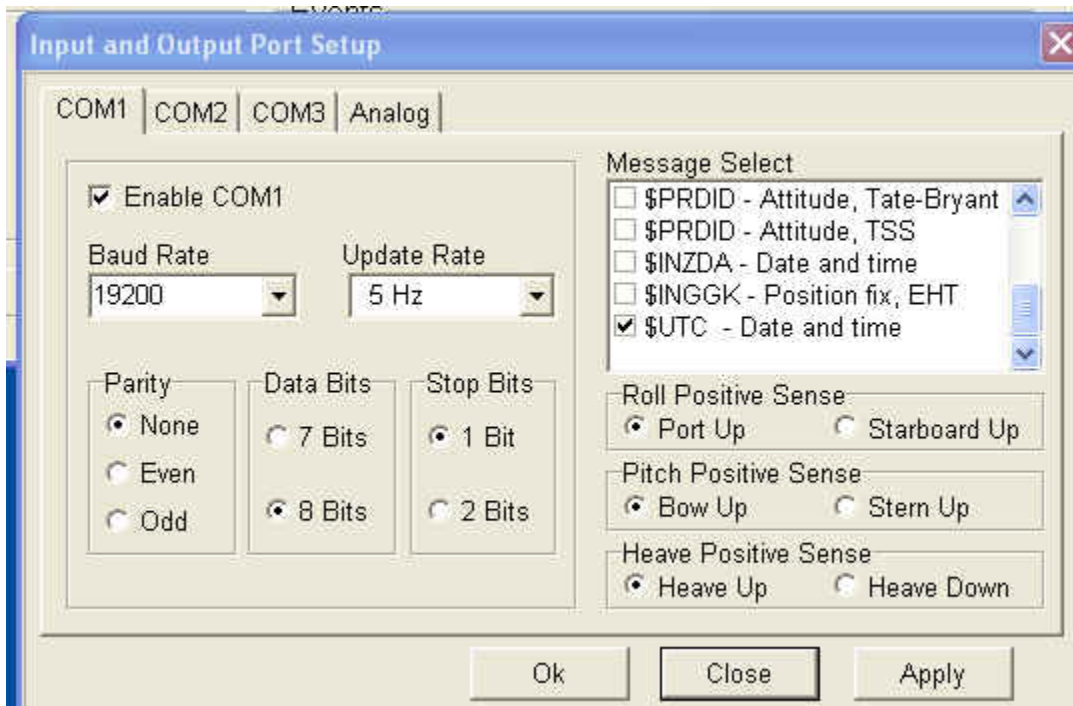 Events
Input and Output Port Setup
COM1 COM2 COM3 Analog
Enable COM1
Baud Rate Update Rate
19200 5 Hz
Parity Data Bits Stop Bits
None 7 Bits 1 Bit
Even
Odd 8 Bits 2 Bits
Message Select
$PRDID - Attitude, Tate-Bryant
$PRDID - Attitude, TSS
$INZDA - Date and time
$INGGK - Position fix, EHT
$UTC - Date and time
Roll Positive Sense
Port Up Starboard Up
Pitch Positive Sense
Bow Up Stern Up
Heave Positive Sense
Heave Up Heave Down
Ok Close Apply